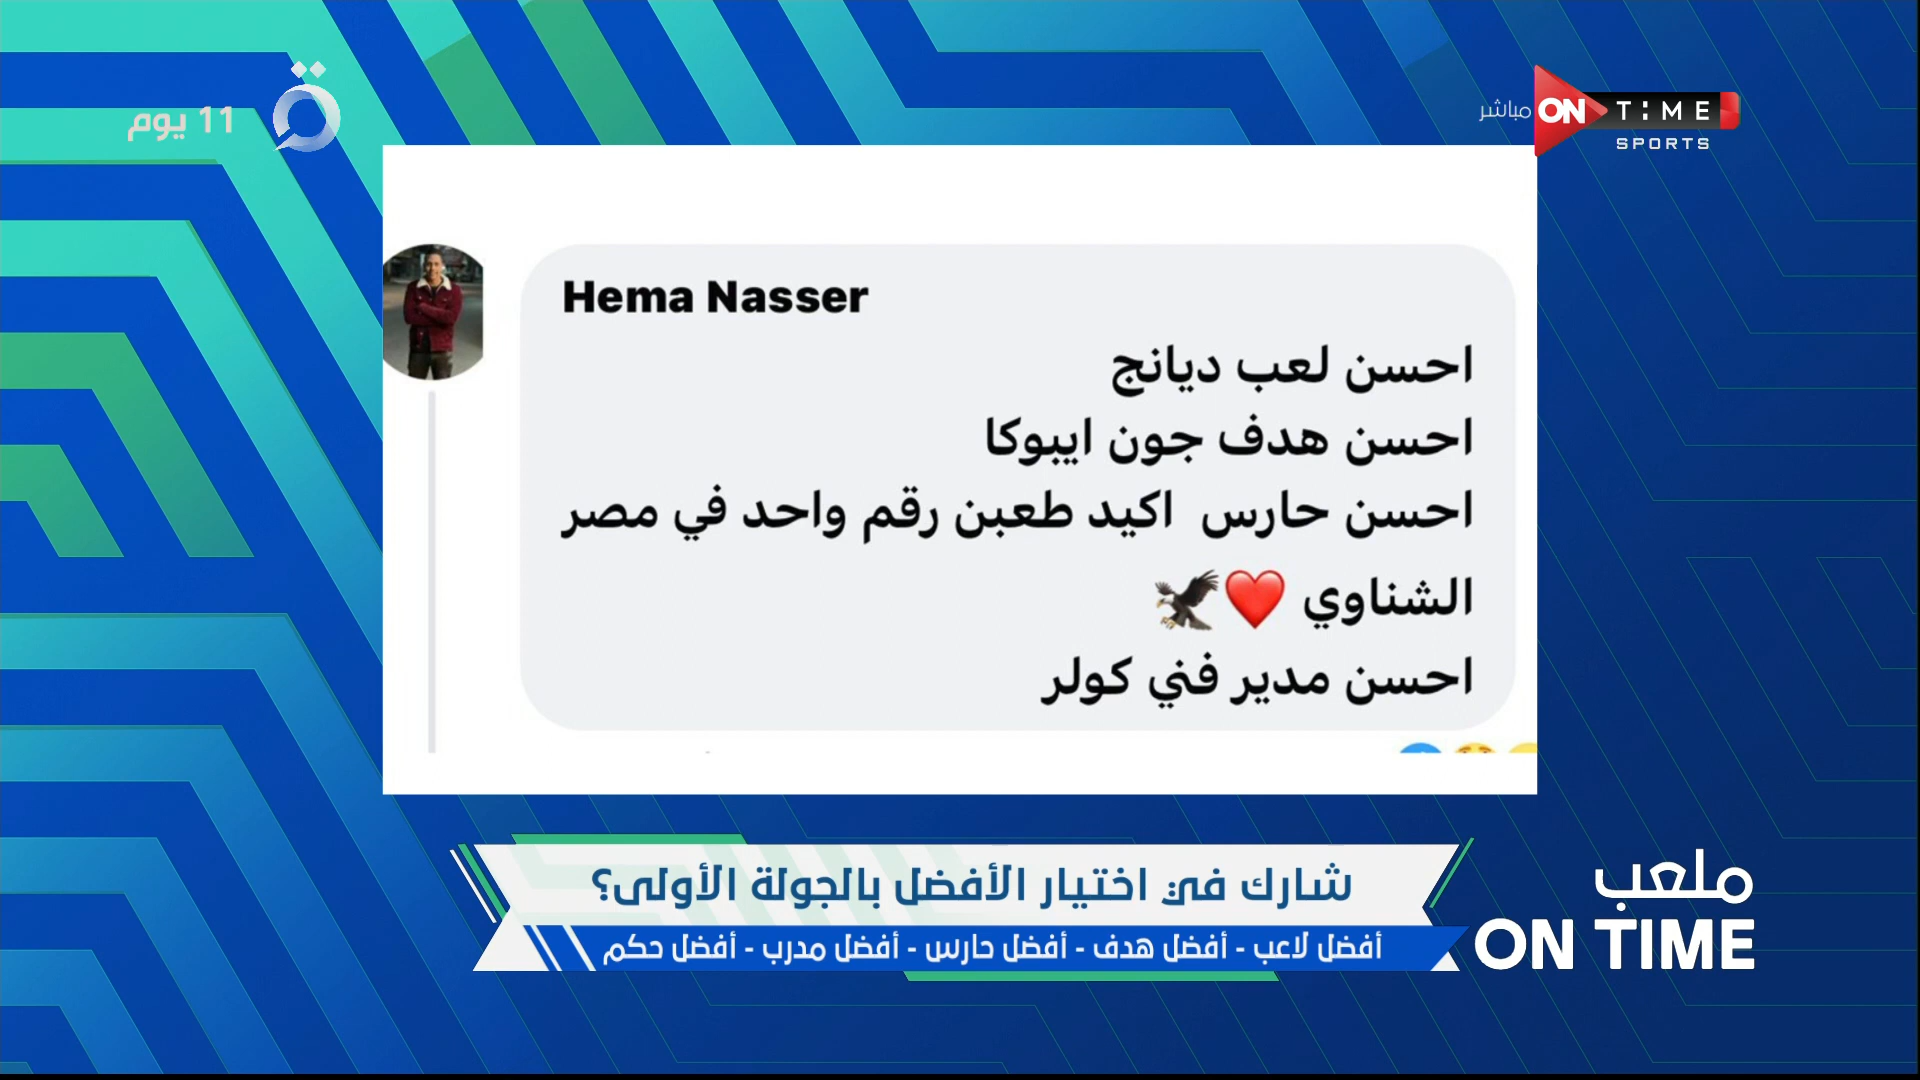 11 يوم
مباشر
ON TIME
SPORTS
Hema Nasser
احسن لعب ديانج
احسن هدف جون ايبوكا
احسن حارس اكيد طعبن رقم واحد في مصر
الشناوي ❤️🦅
احسن مدير فني كولر
شارك في اختيار الأفضل بالجولة الأولى؟
أفضل لاعب - أفضل هدف - أفضل حارس - أفضل مدرب - أفضل حكم
ملعب
ON TIME